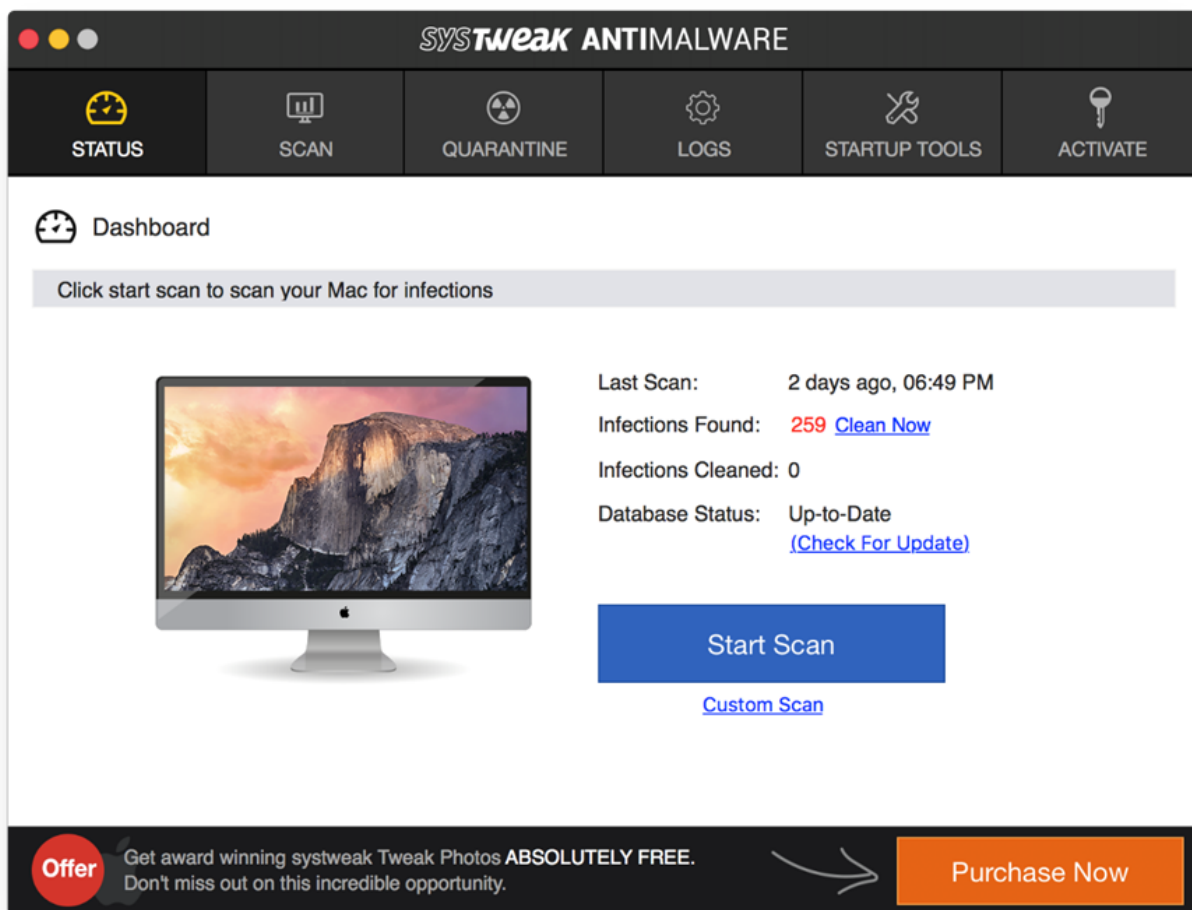 SYSTweak ANTIMALWARE
STATUS
SCAN
QUARANTINE
LOGS
STARTUP TOOLS
ACTIVATE
Dashboard
Click start scan to scan your Mac for infections
Last Scan: 2 days ago, 06:49 PM
Infections Found: 259 Clean Now
Infections Cleaned: 0
Database Status: Up-to-Date
(Check For Update)
Start Scan
Custom Scan
Offer
Get award winning systweak Tweak Photos ABSOLUTELY FREE.
Don't miss out on this incredible opportunity.
Purchase Now